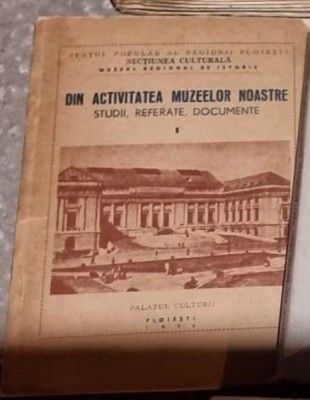 SFATUL POPULAR AL REGIUNII PLOIEȘTI
SECȚIUNEA CULTURALĂ
MUZEUL REGIONAL DE ISTORIE
DIN ACTIVITATEA MUZEELOR NOASTRE
STUDII, REFERATE, DOCUMENTE
I
PALATUL CULTURII
PLOIEȘTI